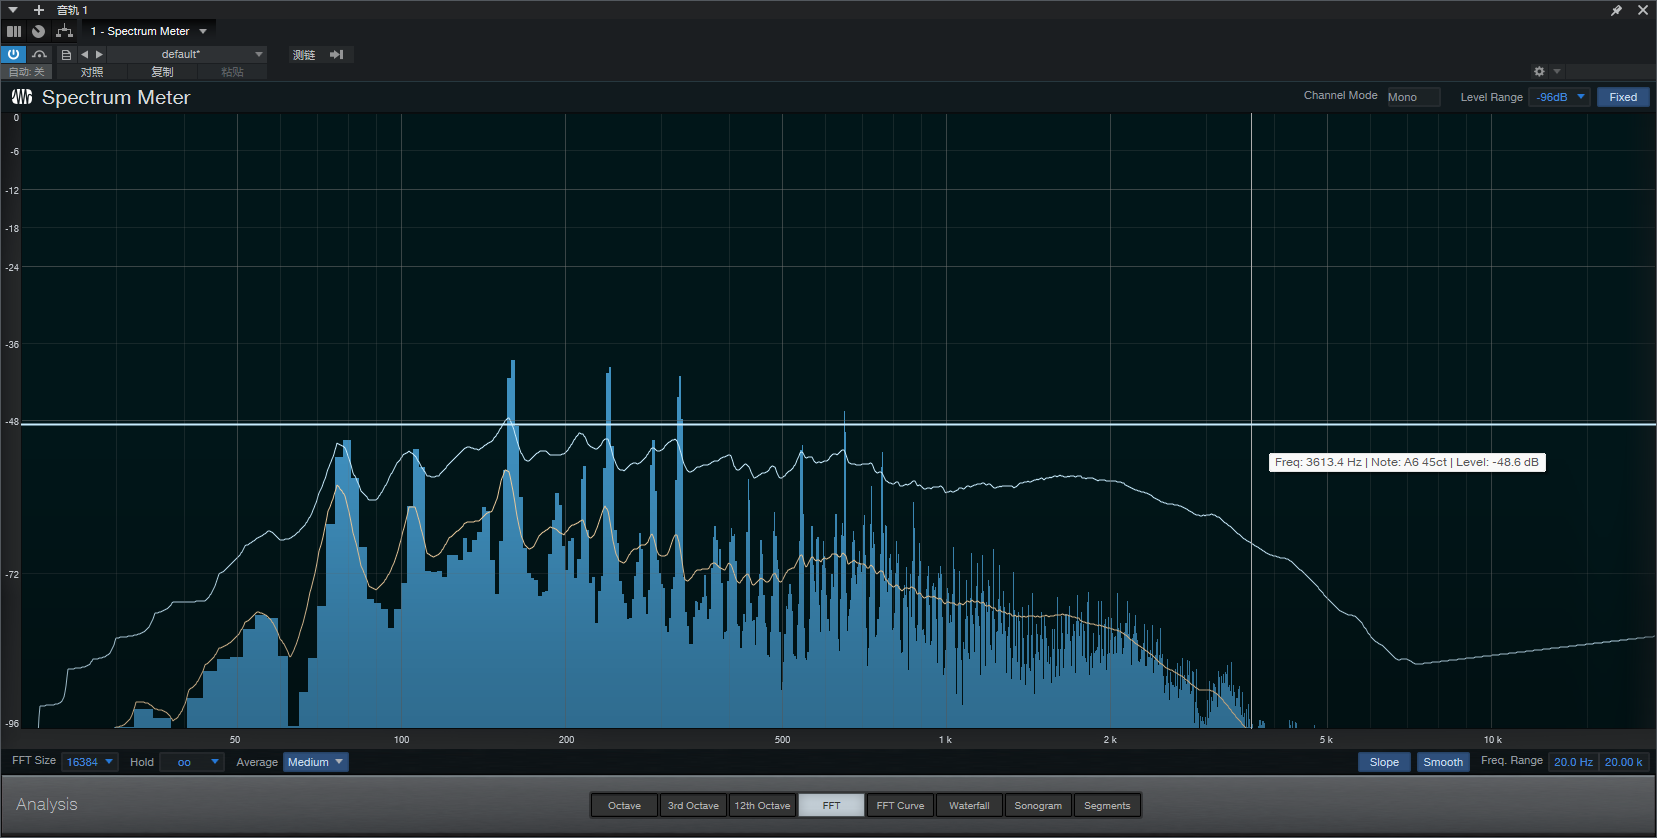 音轨 1
1 - Spectrum Meter
default*
测链
自动: 关
对照
复制
粘贴
Spectrum Meter
Channel Mode
Mono
Level Range
-96dB
Fixed
0
-6
-12
-18
-24
-36
-48
-72
-96
Freq: 3613.4 Hz | Note: A6 45ct | Level: -48.6 dB
50
100
200
500
1 k
2 k
5 k
10 k
FFT Size
16384
Hold
oo
Average
Medium
Slope
Smooth
Freq. Range
20.0 Hz
20.00 k
Analysis
Octave
3rd Octave
12th Octave
FFT
FFT Curve
Waterfall
Sonogram
Segments